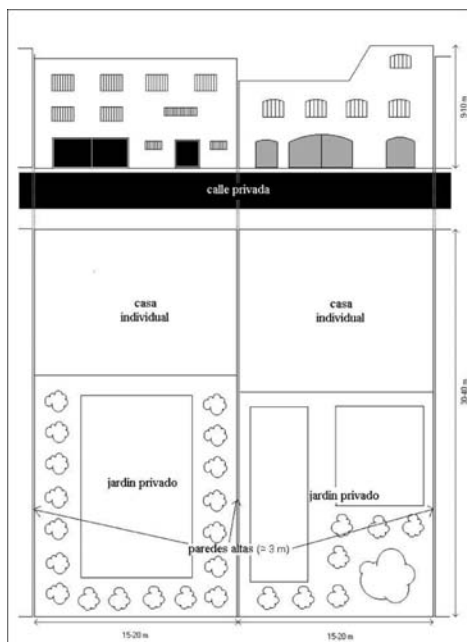 9-10 m
calle privada
casa
individual
casa
individual
30-40 m
jardín privado
jardín privado
paredes altas (≈ 3 m)
15-20 m
15-20 m